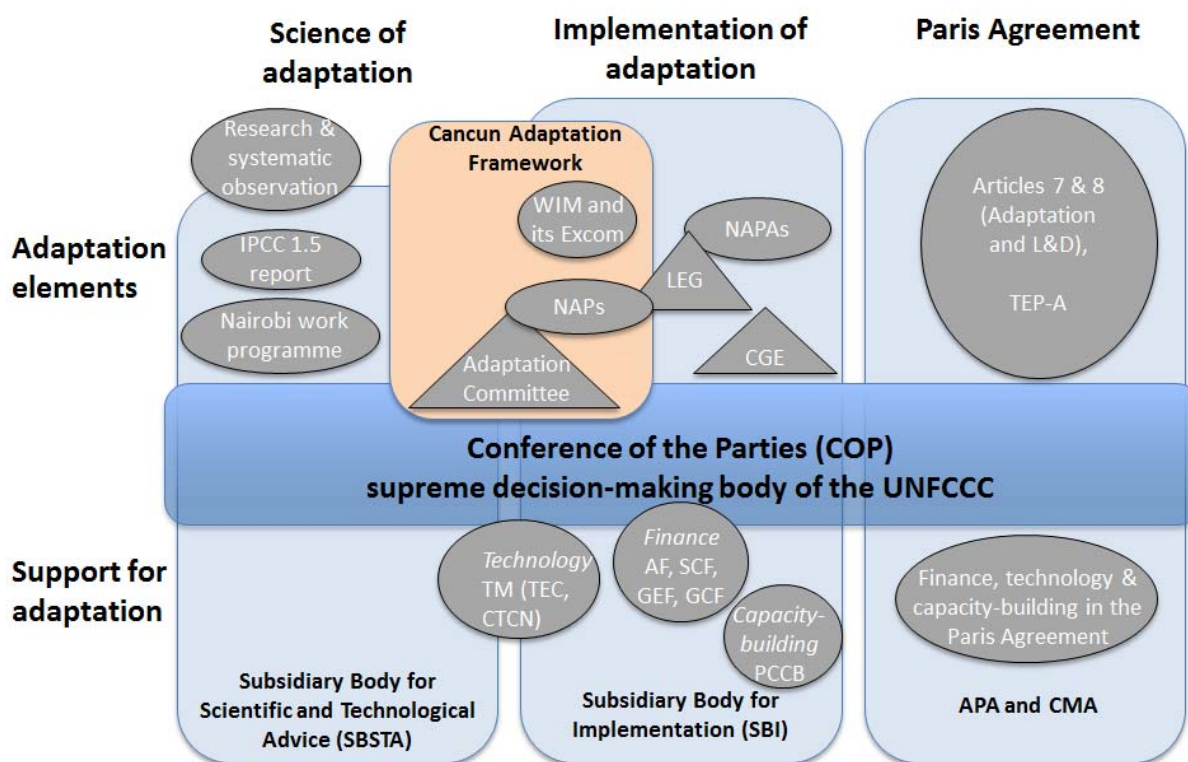 Science of
adaptation
Implementation of
adaptation
Paris Agreement
Adaptation
elements
Research &
systematic
observation
IPCC 1.5
report
Nairobi work
programme
Cancun Adaptation
Framework
WIM and
its Excom
NAPs
Adaptation
Committee
NAPAs
LEG
CGE
Articles 7 & 8
(Adaptation
and L&D),
TEP-A
Conference of the Parties (COP)
supreme decision-making body of the UNFCCC
Support for
adaptation
Technology
TM (TEC,
CTCN)
Finance
AF, SCF,
GEF, GCF
Capacity-
building
PCCB
Finance, technology &
capacity-building in the
Paris Agreement
Subsidiary Body for
Scientific and Technological
Advice (SBSTA)
Subsidiary Body for
Implementation (SBI)
APA and CMA